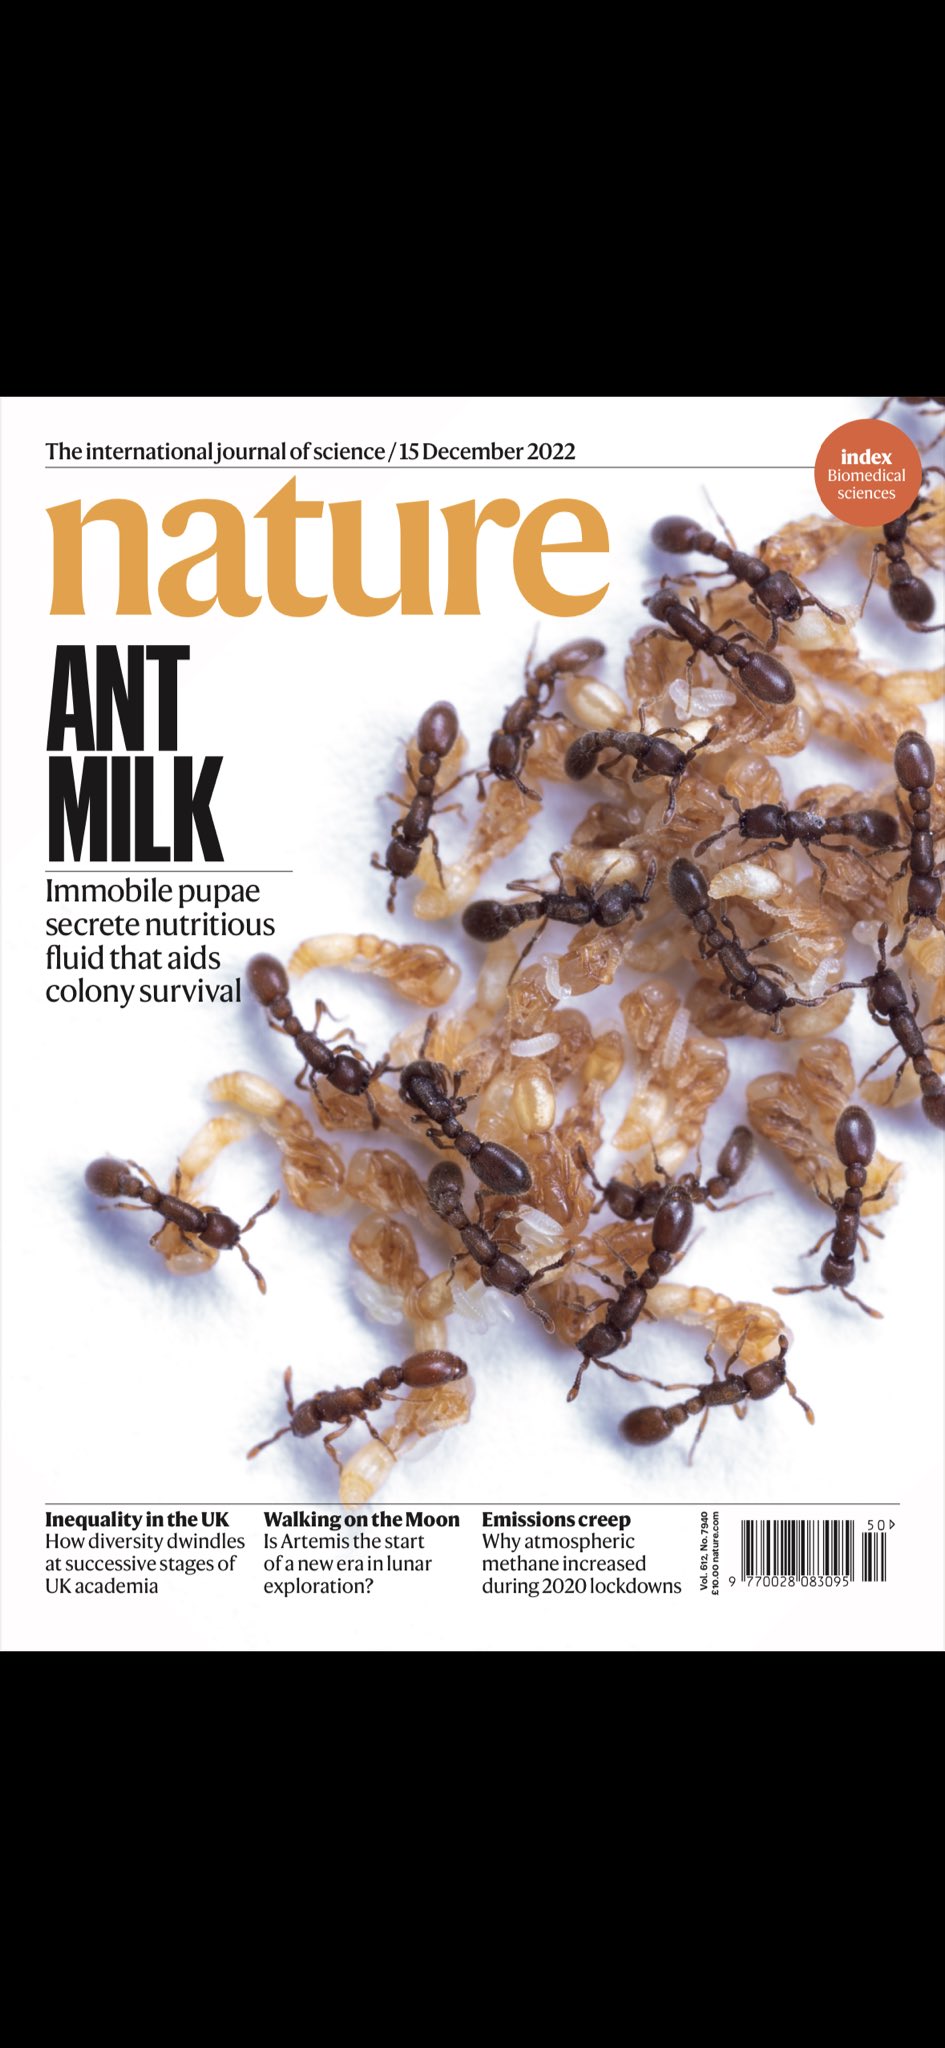 The international journal of science / 15 December 2022
index
Biomedical
sciences
nature
ANT
MILK
Immobile pupae
secrete nutritious
fluid that aids
colony survival
Inequality in the UK
How diversity dwindles
at successive stages of
UK academia
Walking on the Moon
Is Artemis the start
of a new era in lunar
exploration?
Emissions creep
Why atmospheric
methane increased
during 2020 lockdowns
Vol. 612, No. 7940
£10.00 nature.com
50
9 770028 083095